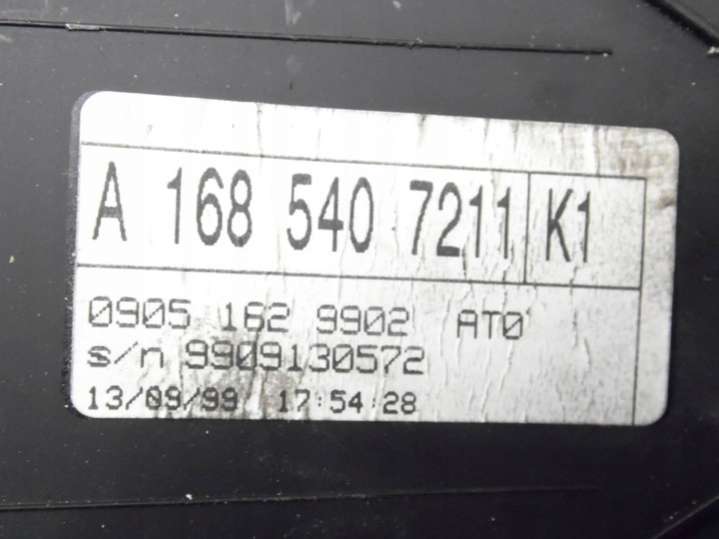 A 168 540 7211 K1
0905 162 9902 AT0
s/n 9909130572
13/09/99 17:54:28